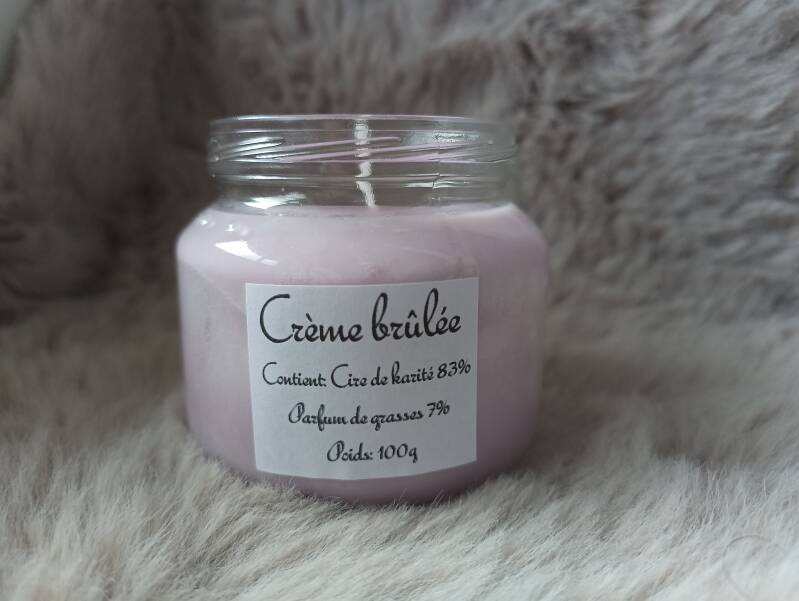 Crème brûlée
Contient: Cire de karité 83%
Parfum de grasses 7%
Poids: 100g